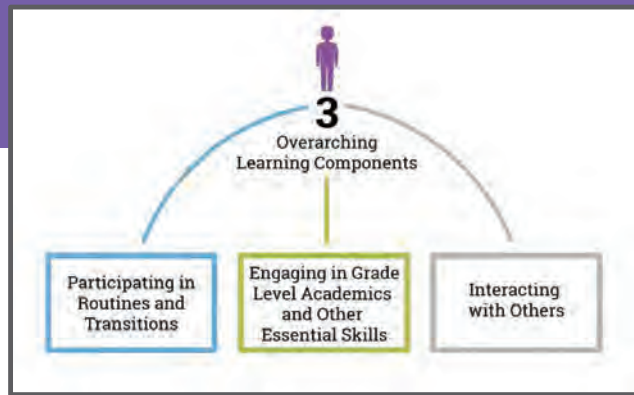 3
Overarching
Learning Components
Participating in
Routines and
Transitions
Engaging in Grade
Level Academics
and Other
Essential Skills
Interacting
with Others